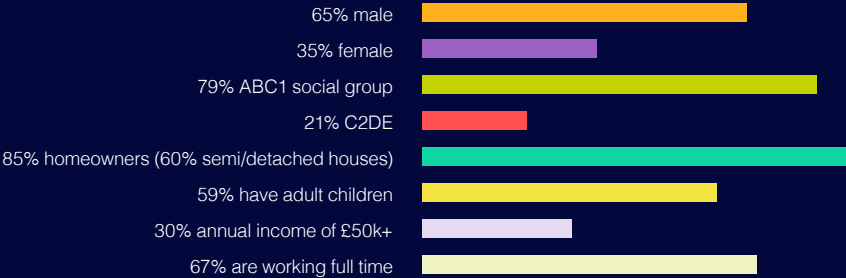 65% male
35% female
79% ABC1 social group
21% C2DE
85% homeowners (60% semi/detached houses)
59% have adult children
30% annual income of £50k+
67% are working full time